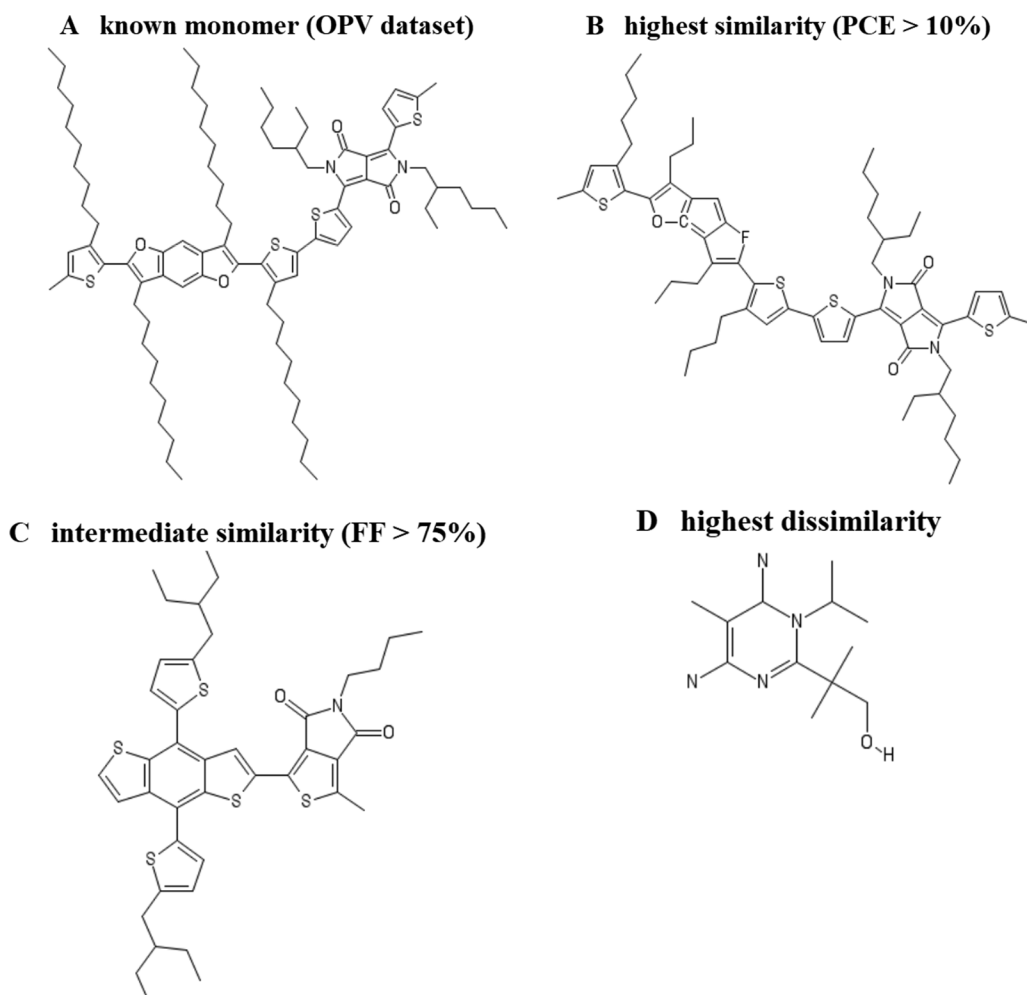 A known monomer (OPV dataset)
S
O
N N
O
S
O S
S
O
B highest similarity (PCE > 10%)
S
O C
F
O
N
S
S
S
N
O
C intermediate similarity (FF > 75%)
S
O
N
O
S
S S
S
D highest dissimilarity
N
N
N N
O H